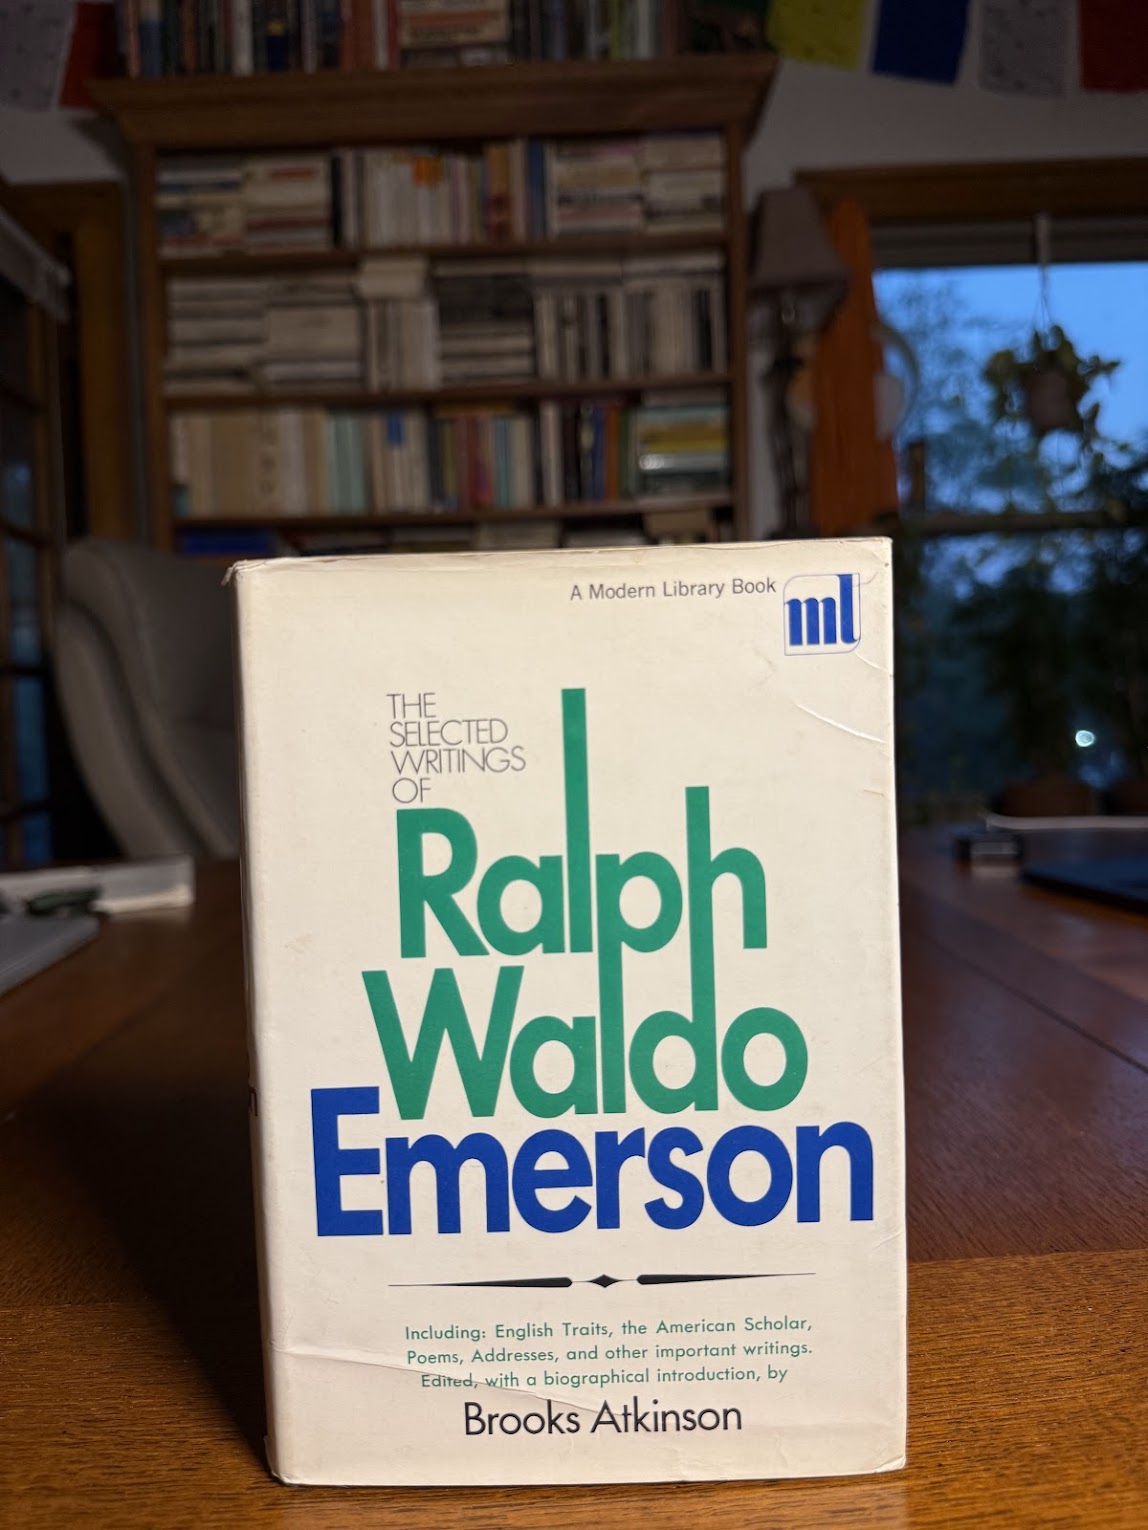 A Modern Library Book
ml
THE
SELECTED
WRITINGS
OF
Ralph
Waldo
Emerson
Including: English Traits, the American Scholar,
Poems, Addresses, and other important writings.
Edited, with a biographical introduction, by
Brooks Atkinson